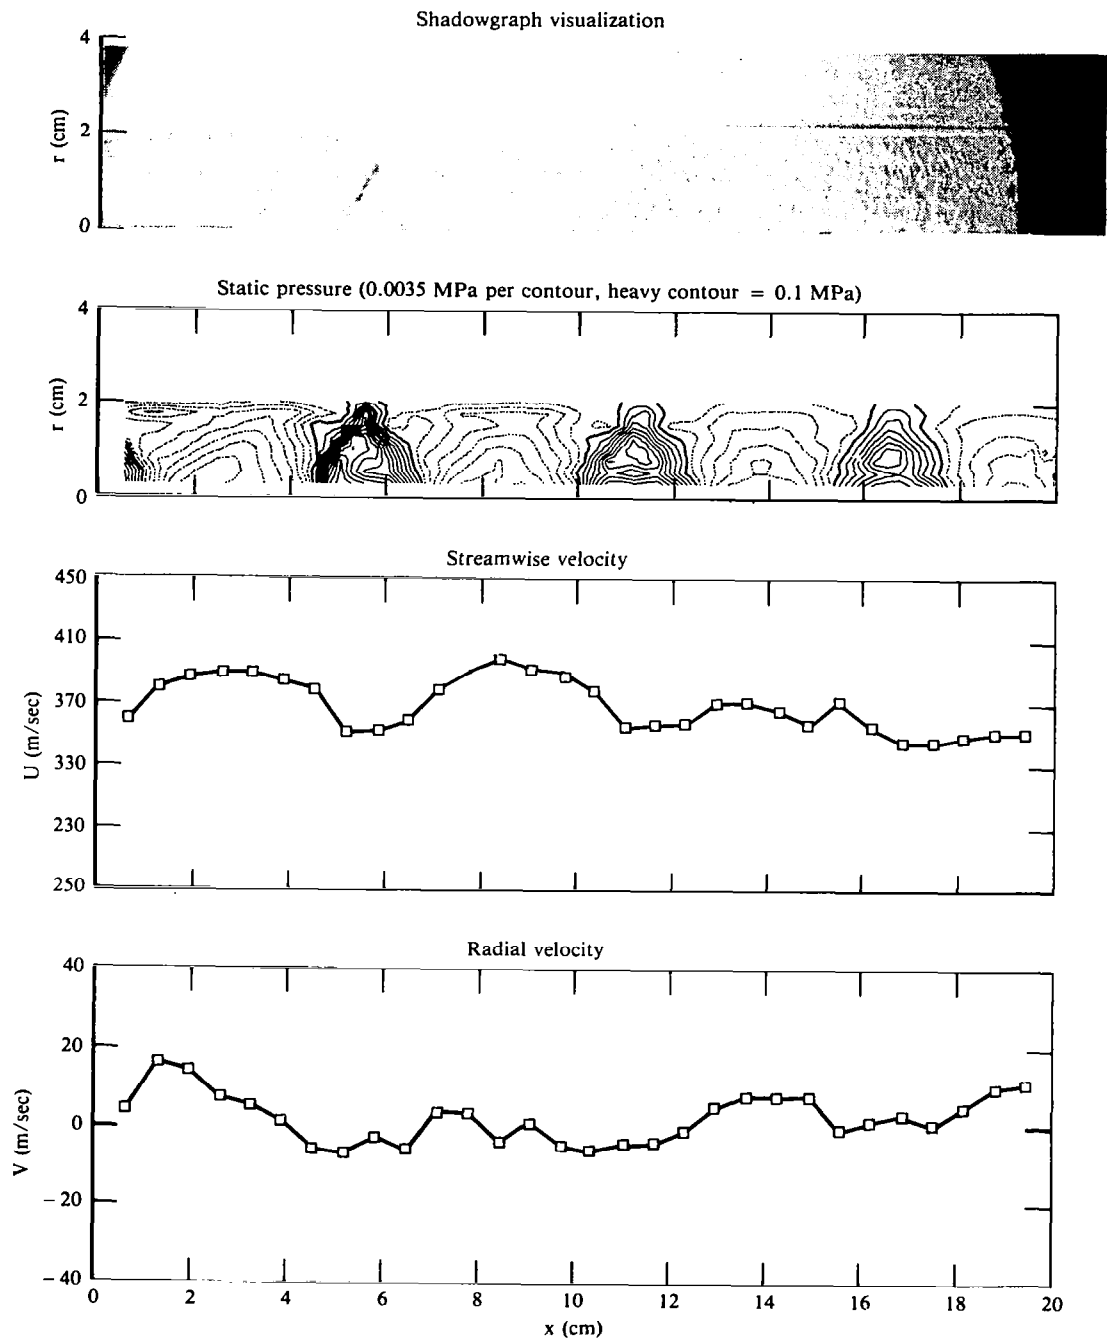 Shadowgraph visualization
4
2
0
r (cm)
Static pressure (0.0035 MPa per contour, heavy contour = 0.1 MPa)
4
2
0
r (cm)
Streamwise velocity
450
410
370
330
230
250
U (m/sec)
Radial velocity
40
20
0
−20
−40
V (m/sec)
0 2 4 6 8 10 12 14 16 18 20
x (cm)